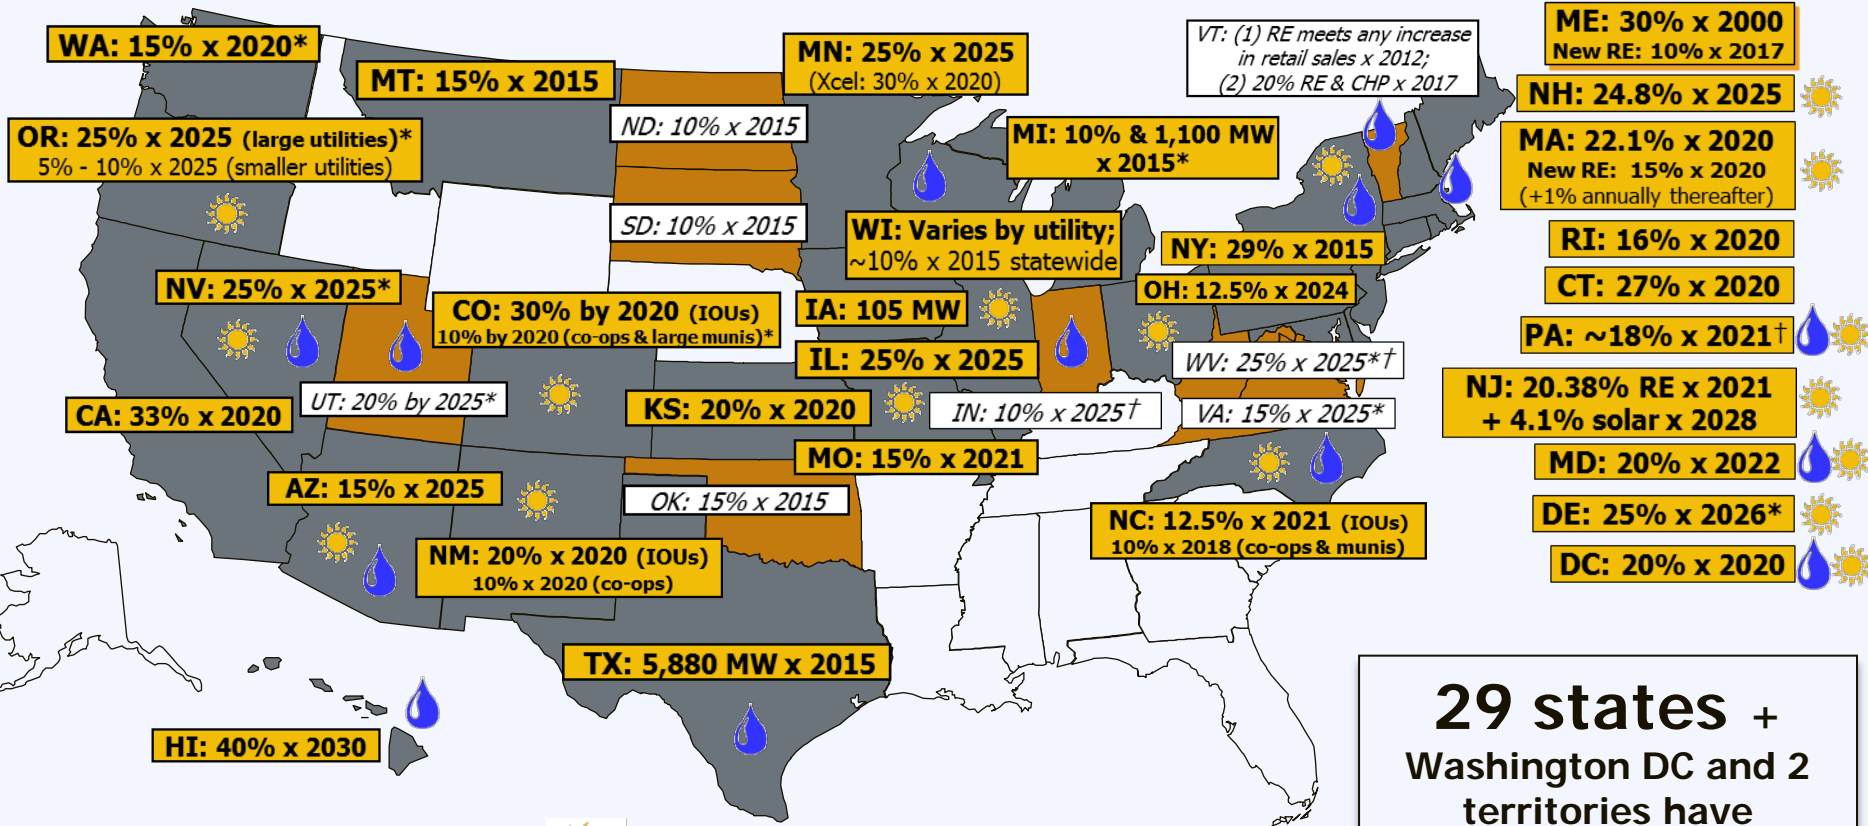 WA: 15% x 2020*
MT: 15% x 2015
MN: 25% x 2025
(Xcel: 30% x 2020)
VT: (1) RE meets any increase
in retail sales x 2012;
(2) 20% RE & CHP x 2017
ME: 30% x 2000
New RE: 10% x 2017
NH: 24.8% x 2025
OR: 25% x 2025 (large utilities)*
5% - 10% x 2025 (smaller utilities)
ND: 10% x 2015
MI: 10% & 1,100 MW
x 2015*
MA: 22.1% x 2020
New RE: 15% x 2020
(+1% annually thereafter)
SD: 10% x 2015
WI: Varies by utility;
~10% x 2015 statewide
NY: 29% x 2015
RI: 16% x 2020
NV: 25% x 2025*
CO: 30% by 2020 (IOUs)
10% by 2020 (co-ops & large munis)*
IA: 105 MW
OH: 12.5% x 2024
CT: 27% x 2020
IL: 25% x 2025
WV: 25% x 2025*†
PA: ~18% x 2021†
UT: 20% by 2025*
CA: 33% x 2020
KS: 20% x 2020
IN: 10% x 2025†
VA: 15% x 2025*
NJ: 20.38% RE x 2021
+ 4.1% solar x 2028
MO: 15% x 2021
MD: 20% x 2022
AZ: 15% x 2025
OK: 15% x 2015
NC: 12.5% x 2021 (IOUs)
10% x 2018 (co-ops & munis)
DE: 25% x 2026*
NM: 20% x 2020 (IOUs)
10% x 2020 (co-ops)
DC: 20% x 2020
TX: 5,880 MW x 2015
HI: 40% x 2030
29 states +
Washington DC and 2
territories have